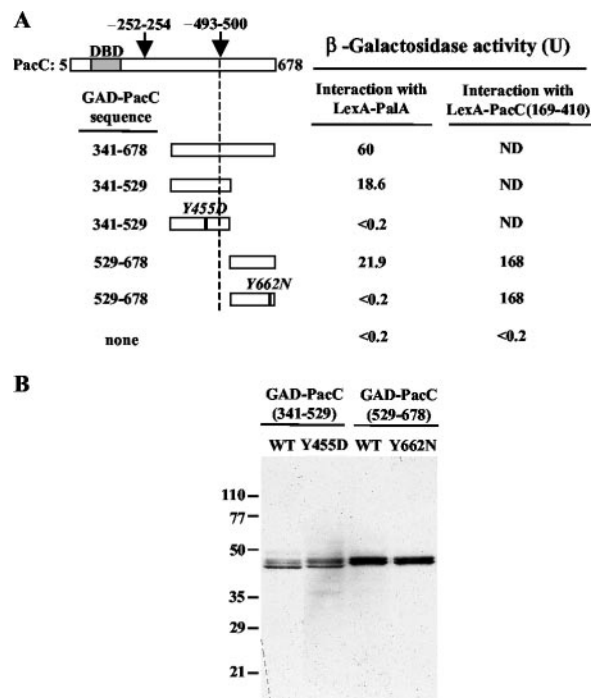 A
~252-254 ~493-500
DBD
PacC: 5 678
β -Galactosidase activity (U)
GAD-PacC sequence Interaction with LexA-PalA Interaction with LexA-PacC(169-410)
341-678 60 ND
341-529 18.6 ND
Y455D
341-529 <0.2 ND
529-678 21.9 168
Y662N
529-678 <0.2 168
none <0.2 <0.2
B
GAD-PacC (341-529) GAD-PacC (529-678)
WT Y455D WT Y662N
110
77
50
35
29
21